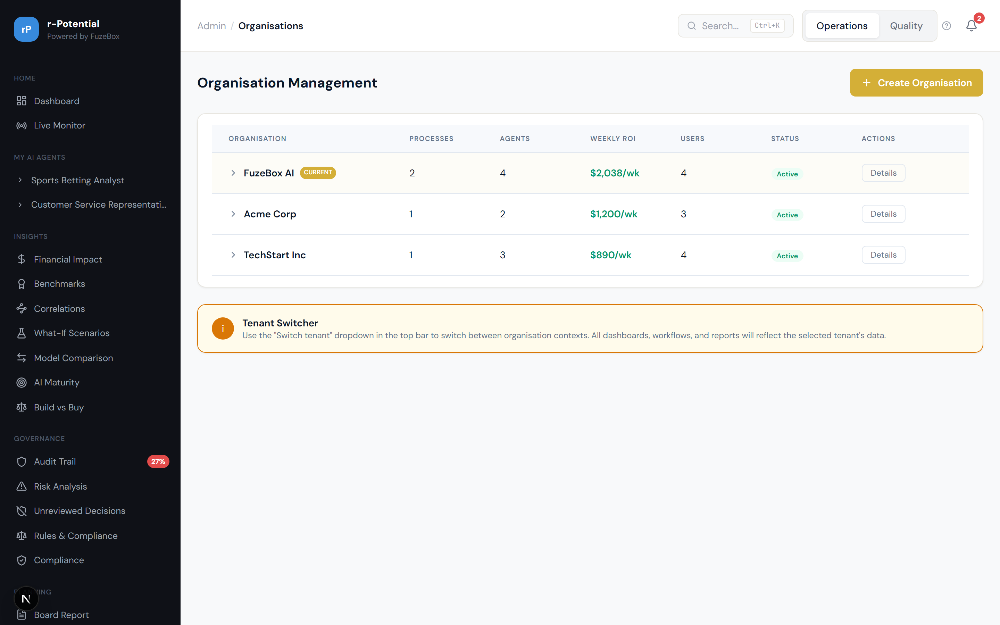 rP
r-Potential
Powered by FuzeBox
HOME
Dashboard
Live Monitor
MY AI AGENTS
Sports Betting Analyst
Customer Service Representati...
INSIGHTS
Financial Impact
Benchmarks
Correlations
What-If Scenarios
Model Comparison
AI Maturity
Build vs Buy
GOVERNANCE
Audit Trail 27%
Risk Analysis
Unreviewed Decisions
Rules & Compliance
Compliance
N
Board Report
Admin / Organisations
Search... Ctrl+K
Operations Quality
2
Organisation Management
+ Create Organisation
ORGANISATION PROCESSES AGENTS WEEKLY ROI USERS STATUS ACTIONS
FuzeBox AI CURRENT 2 4 $2,038/wk 4 Active Details
Acme Corp 1 2 $1,200/wk 3 Active Details
TechStart Inc 1 3 $890/wk 4 Active Details
i
Tenant Switcher
Use the "Switch tenant" dropdown in the top bar to switch between organisation contexts. All dashboards, workflows, and reports will reflect the selected tenant's data.